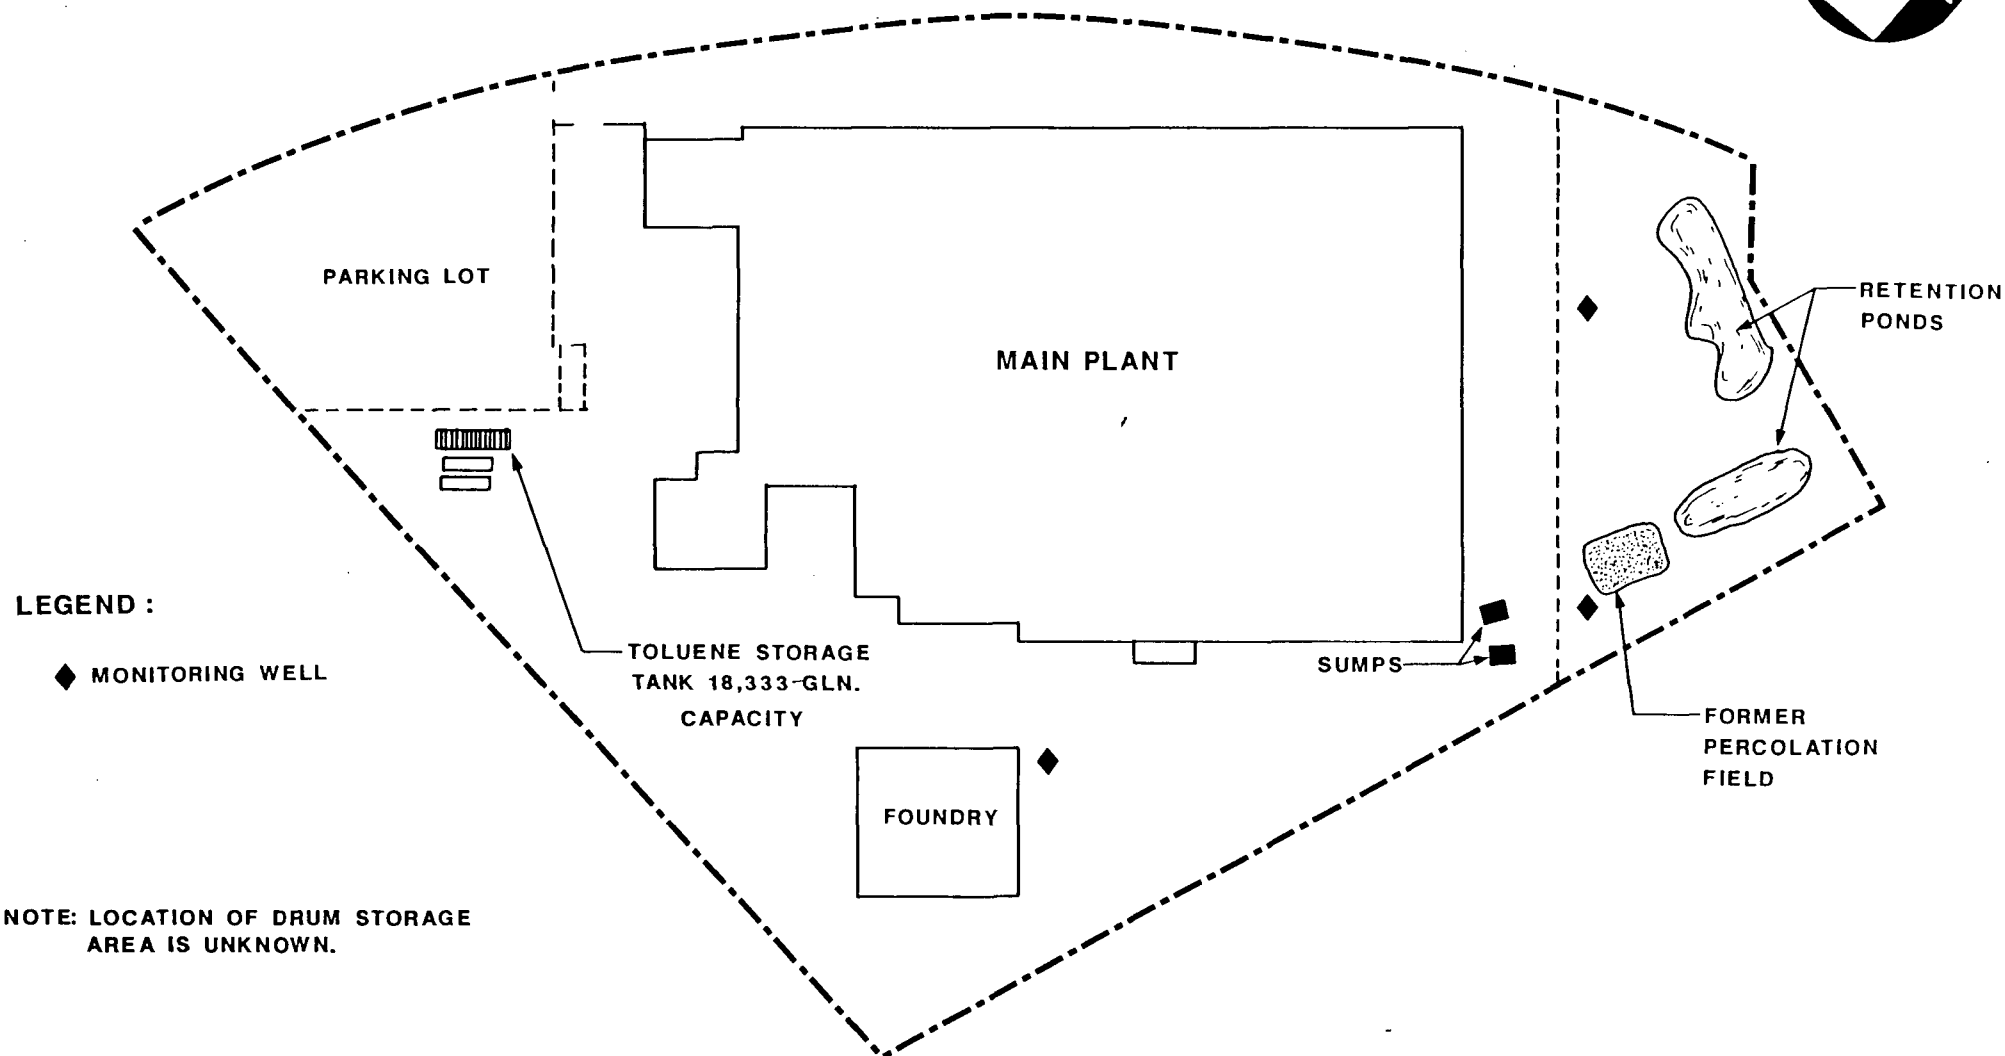 PARKING LOT
MAIN PLANT
RETENTION
PONDS
LEGEND :
MONITORING WELL
TOLUENE STORAGE
TANK 18,333 GLN.
CAPACITY
SUMPS
FORMER
PERCOLATION
FIELD
FOUNDRY
NOTE: LOCATION OF DRUM STORAGE
AREA IS UNKNOWN.